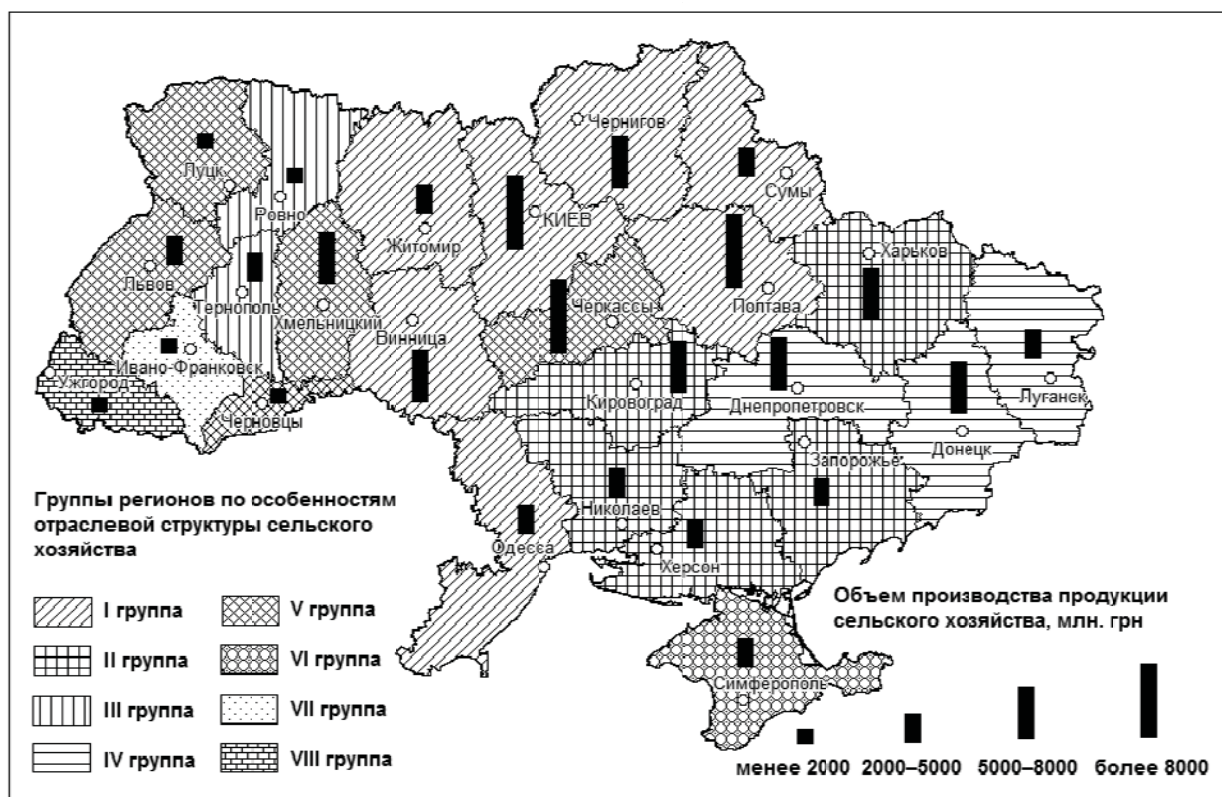 Чернигов
Сумы
Луцк
Ровно
КИЕВ
Житомир
Харьков
Львов
Тернополь
Хмельницкий
Черкассы
Полтава
Винница
Ивано-Франковск
Ужгород
Черновцы
Кировоград
Днепропетровск
Луганск
Донецк
Запорожье
Николаев
Одесса
Херсон
Симферополь
Группы регионов по особенностям
отраслевой структуры сельского
хозяйства
I группа
II группа
III группа
IV группа
V группа
VI группа
VII группа
VIII группа
Объем производства продукции
сельского хозяйства, млн. грн
менее 2000 2000–5000 5000–8000 более 8000